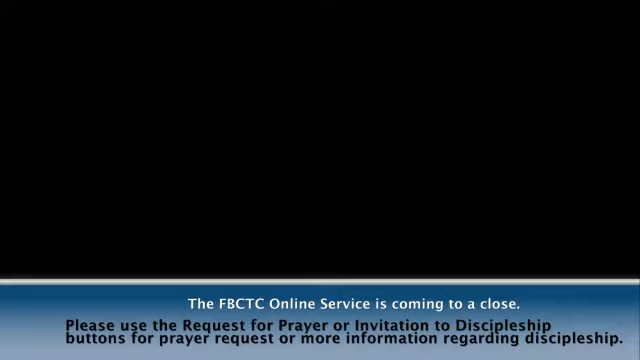 The FBCTC Online Service is coming to a close.
Please use the Request for Prayer or Invitation to Discipleship
buttons for prayer request or more information regarding discipleship.